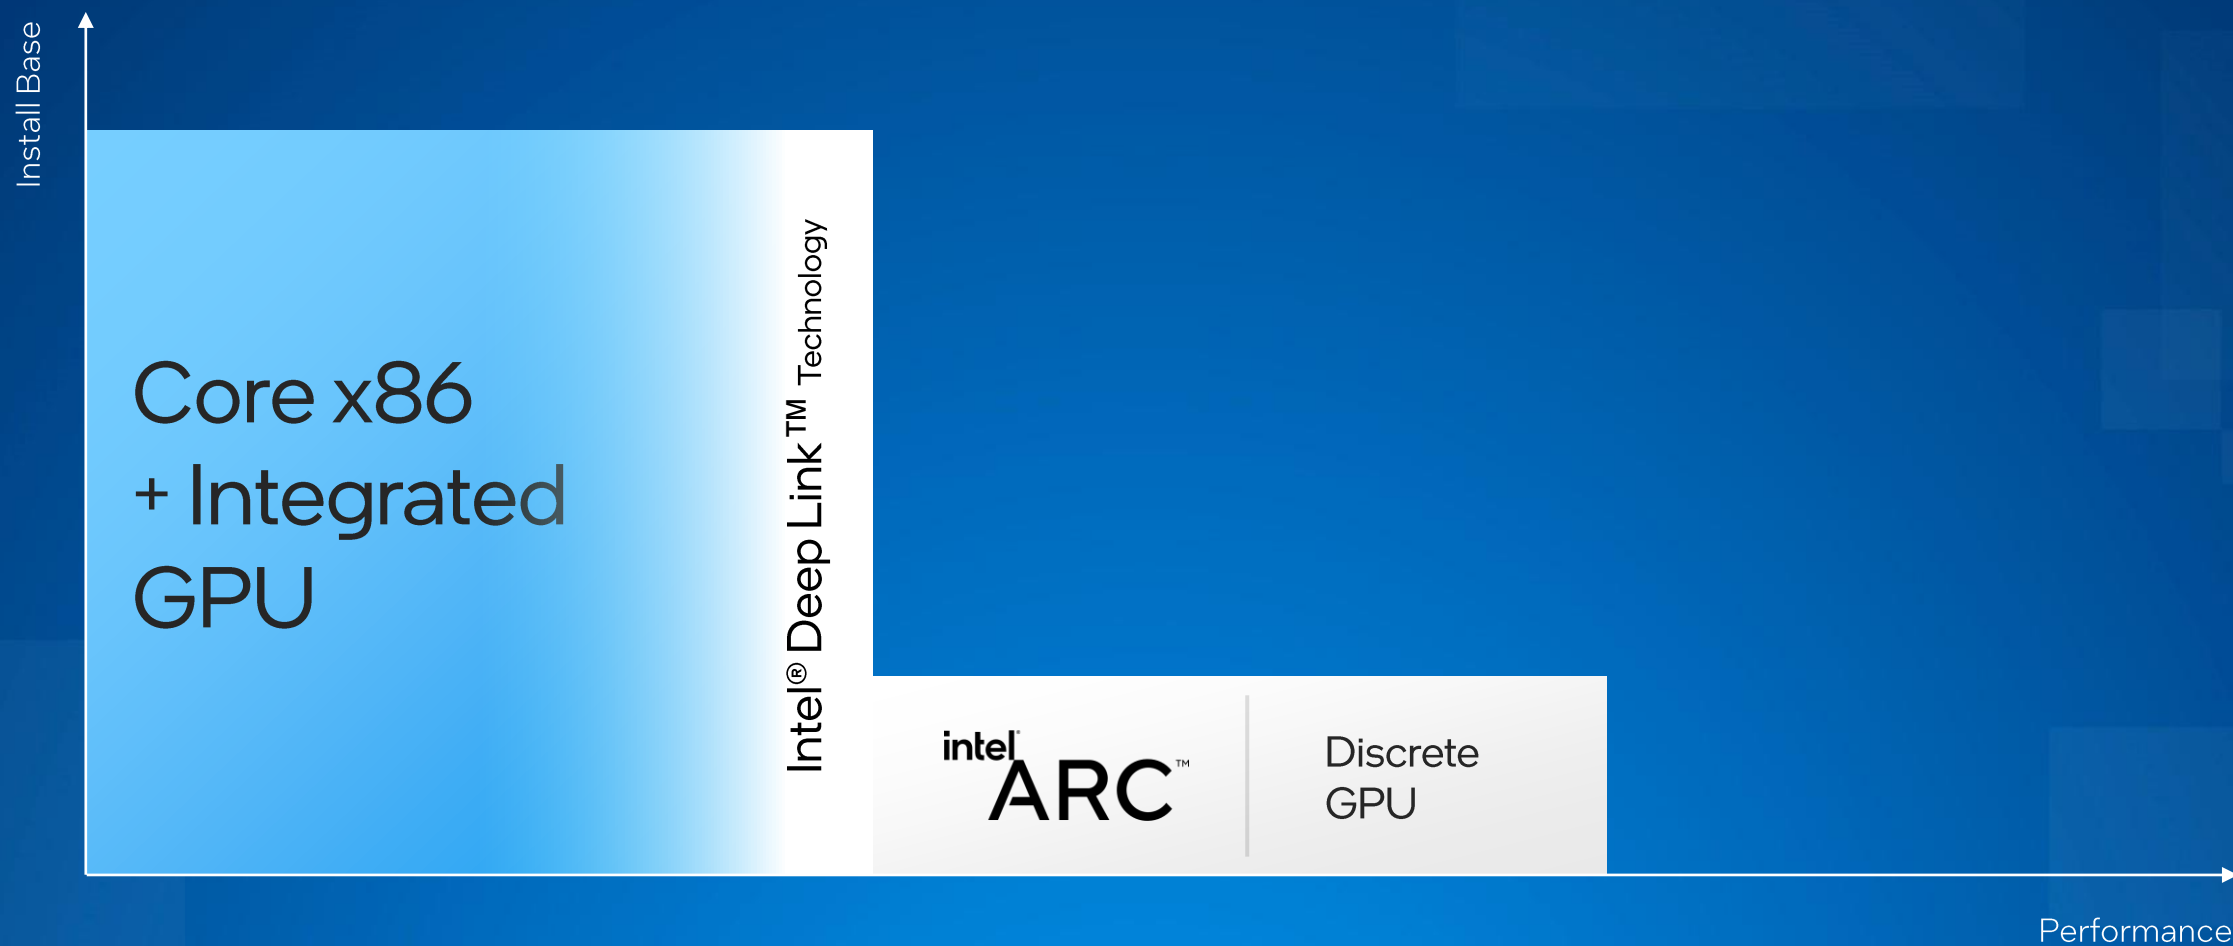 Install Base
Core x86
+ Integrated
GPU
Intel® Deep Link™ Technology
intel
ARC™
Discrete
GPU
Performance